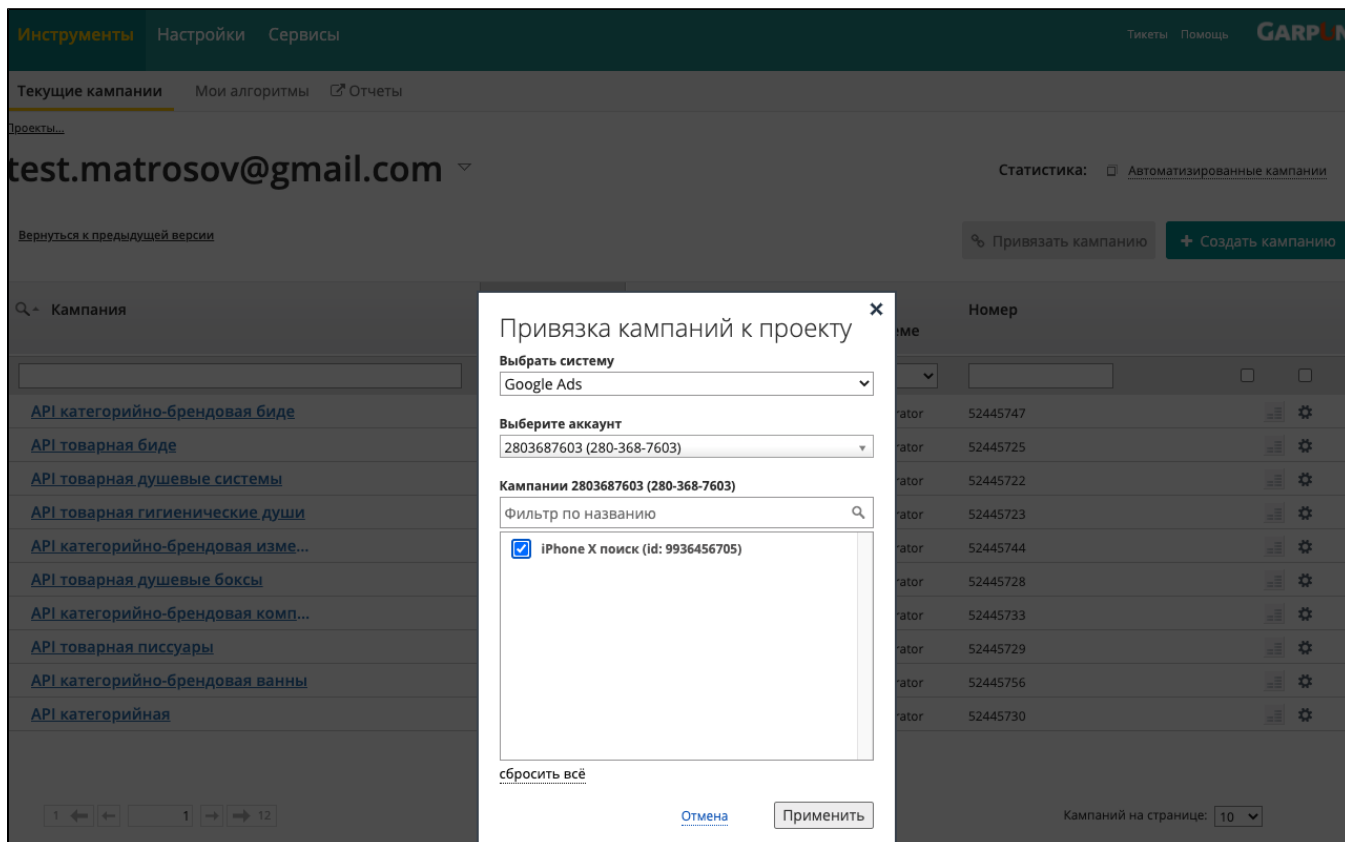 Инструменты Настройки Сервисы Тикеты Помощь GARPUN
Текущие кампании Мои алгоритмы Отчеты
Проекты...
test.matrosov@gmail.com
Статистика: Автоматизированные кампании
Вернуться к предыдущей версии
Привязать кампанию + Создать кампанию
Кампания
Номер
Привязка кампаний к проекту
Выбрать систему
Google Ads
Выберите аккаунт
2803687603 (280-368-7603)
Кампании 2803687603 (280-368-7603)
Фильтр по названию
iPhone X поиск (id: 9936456705)
сбросить всё
Отмена Применить
API категорийно-брендовая биде 52445747
API товарная биде 52445725
API товарная душевые системы 52445722
API товарная гигиенические души 52445723
API категорийно-брендовая изме... 52445744
API товарная душевые боксы 52445728
API категорийно-брендовая комп... 52445733
API товарная писсуары 52445729
API категорийно-брендовая ванны 52445756
API категорийная 52445730
1 1 12
Кампаний на странице: 10